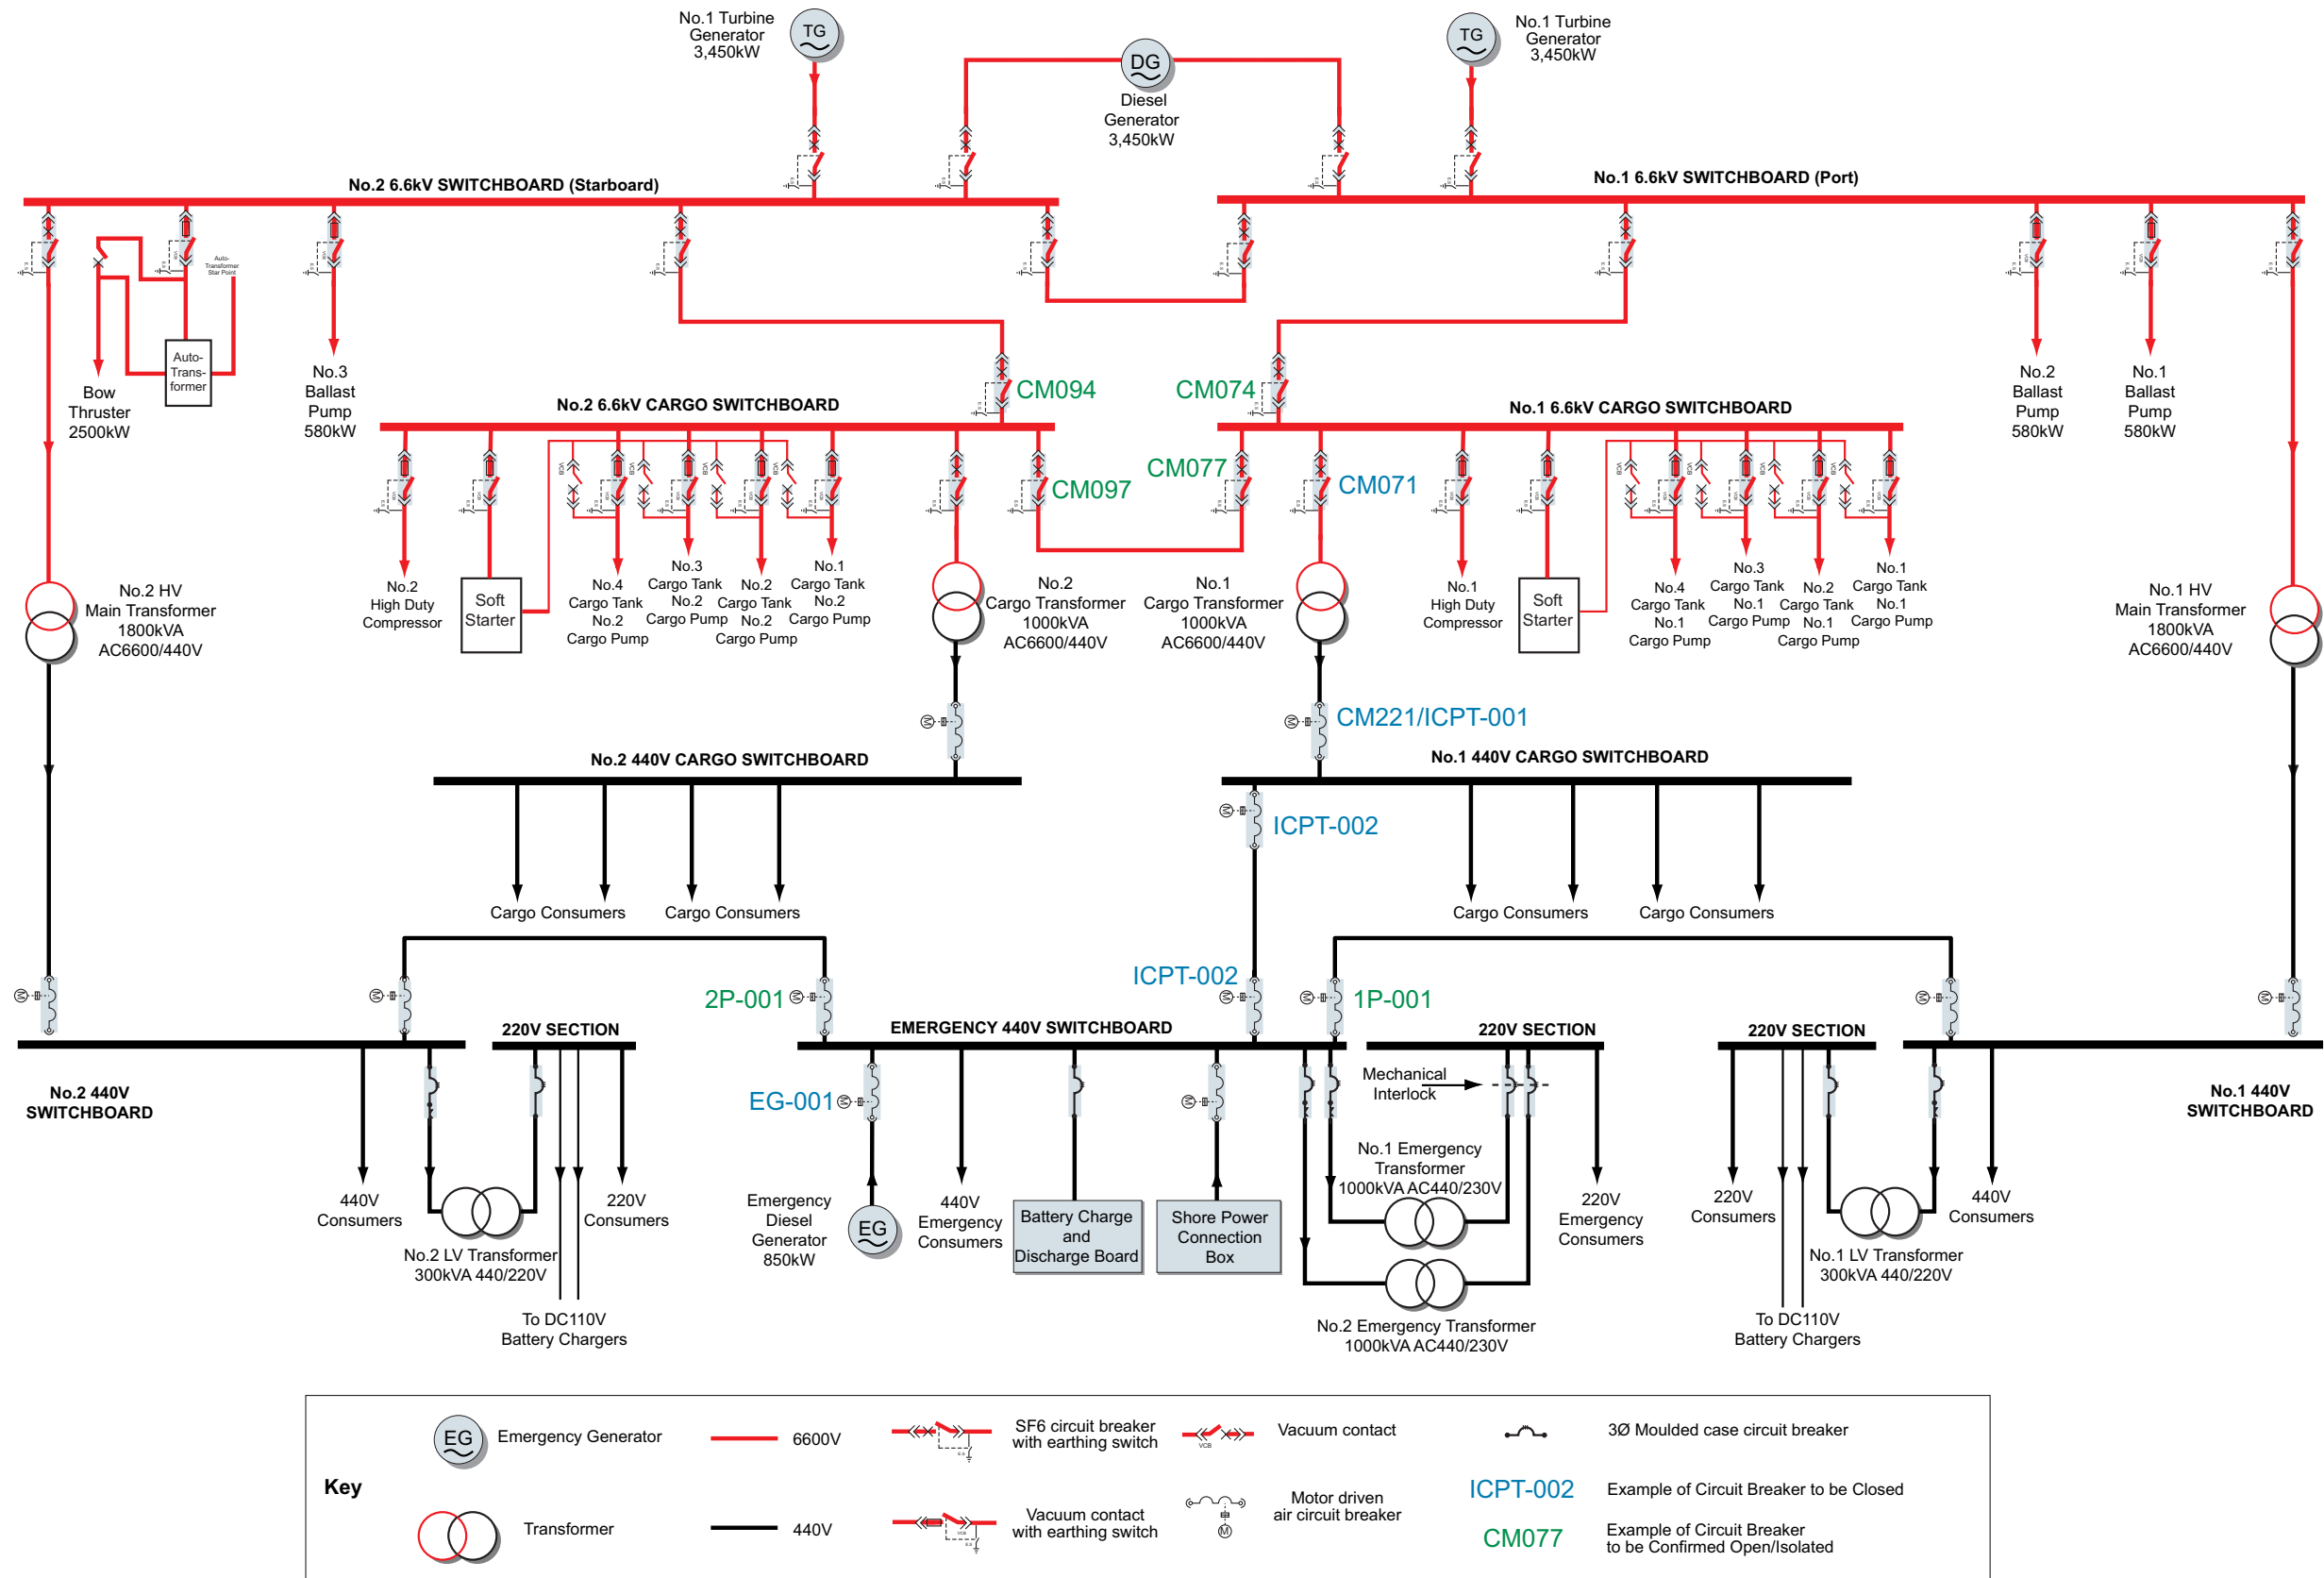 No.1 Turbine
Generator
3,450kW
TG
DG
Diesel
Generator
3,450kW
TG
No.1 Turbine
Generator
3,450kW
No.2 6.6kV SWITCHBOARD (Starboard)
No.1 6.6kV SWITCHBOARD (Port)
Auto-
Transformer
Star Point
Auto-
Trans-
former
Bow
Thruster
2500kW
No.3
Ballast
Pump
580kW
No.2
Ballast
Pump
580kW
No.1
Ballast
Pump
580kW
CM094
CM074
No.2 6.6kV CARGO SWITCHBOARD
No.1 6.6kV CARGO SWITCHBOARD
CM097
CM077
CM071
VCB
VCB
VCB
VCB
VCB
VCB
VCB
VCB
No.2
High Duty
Compressor
Soft
Starter
No.4
Cargo Tank
No.2
Cargo Pump
No.3
Cargo Tank
No.2
Cargo Pump
No.2
Cargo Tank
No.2
Cargo Pump
No.1
Cargo Tank
No.2
Cargo Pump
No.2
Cargo Transformer
1000kVA
AC6600/440V
No.1
Cargo Transformer
1000kVA
AC6600/440V
No.1
High Duty
Compressor
Soft
Starter
No.4
Cargo Tank
No.1
Cargo Pump
No.3
Cargo Tank
No.1
Cargo Pump
No.2
Cargo Tank
No.1
Cargo Pump
No.1
Cargo Tank
No.1
Cargo Pump
No.2 HV
Main Transformer
1800kVA
AC6600/440V
No.1 HV
Main Transformer
1800kVA
AC6600/440V
M
M
CM221/ICPT-001
No.2 440V CARGO SWITCHBOARD
No.1 440V CARGO SWITCHBOARD
M
ICPT-002
Cargo Consumers
Cargo Consumers
Cargo Consumers
Cargo Consumers
M
M
2P-001
M
ICPT-002
M
M
1P-001
M
M
220V SECTION
EMERGENCY 440V SWITCHBOARD
220V SECTION
220V SECTION
No.2 440V
SWITCHBOARD
No.1 440V
SWITCHBOARD
Mechanical
Interlock
EG-001
M
M
440V
Consumers
No.2 LV Transformer
300kVA 440/220V
220V
Consumers
To DC110V
Battery Chargers
Emergency
Diesel
Generator
850kW
EG
440V
Emergency
Consumers
Battery Charge
and
Discharge Board
Shore Power
Connection
Box
No.1 Emergency
Transformer
1000kVA AC440/230V
No.2 Emergency Transformer
1000kVA AC440/230V
220V
Emergency
Consumers
220V
Consumers
No.1 LV Transformer
300kVA 440/220V
440V
Consumers
To DC110V
Battery Chargers
Key
EG
Emergency Generator
6600V
SF6 circuit breaker
with earthing switch
E.S
VCB
Vacuum contact
3Ø Moulded case circuit breaker
Transformer
440V
Vacuum contact
with earthing switch
VCB
E.S
M
Motor driven
air circuit breaker
ICPT-002
Example of Circuit Breaker to be Closed
CM077
Example of Circuit Breaker
to be Confirmed Open/Isolated